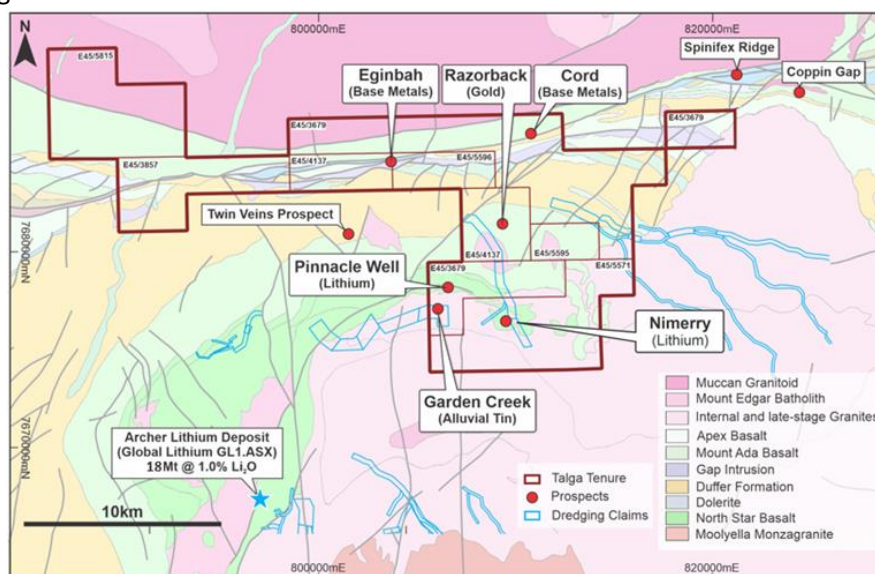 N
800000mE
820000mE
E45/5815
Spinifex Ridge
Coppin Gap
Eginbah
(Base Metals)
Razorback
(Gold)
Cord
(Base Metals)
E45/3679
E45/3679
E45/4137
E45/5596
E45/3857
Twin Veins Prospect
7680000mN
E45/4137
E45/5595
E45/5571
E45/3679
Pinnacle Well
(Lithium)
Nimerry
(Lithium)
Garden Creek
(Alluvial Tin)
7670000mN
Archer Lithium Deposit
(Global Lithium GL1.ASX)
18Mt @ 1.0% Li₂O
10km
Talga Tenure
Prospects
Dredging Claims
Muccan Granitoid
Mount Edgar Batholith
Internal and late-stage Granites
Apex Basalt
Mount Ada Basalt
Gap Intrusion
Duffer Formation
Dolerite
North Star Basalt
Moolyella Monzagranite
800000mE
820000mE